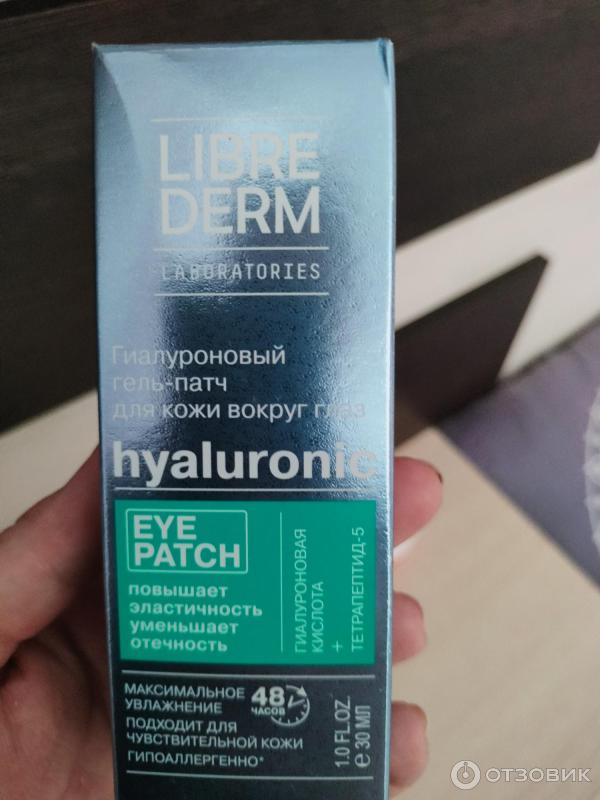 LIBRE
DERM
LABORATORIES
Гиалуроновый
гель-патч
для кожи вокруг глаз
hyaluronic
EYE
PATCH
повышает
эластичность
уменьшает
отечность
ГИАЛУРОНОВАЯ
КИСЛОТА
+
ТЕТРАПЕПТИД-5
МАКСИМАЛЬНОЕ
УВЛАЖНЕНИЕ
48
ЧАСОВ
ПОДХОДИТ ДЛЯ
ЧУВСТВИТЕЛЬНОЙ КОЖИ
ГИПОАЛЛЕРГЕННО*
1.0 FL.OZ.
℮ 30 МЛ
ОТЗОВИК